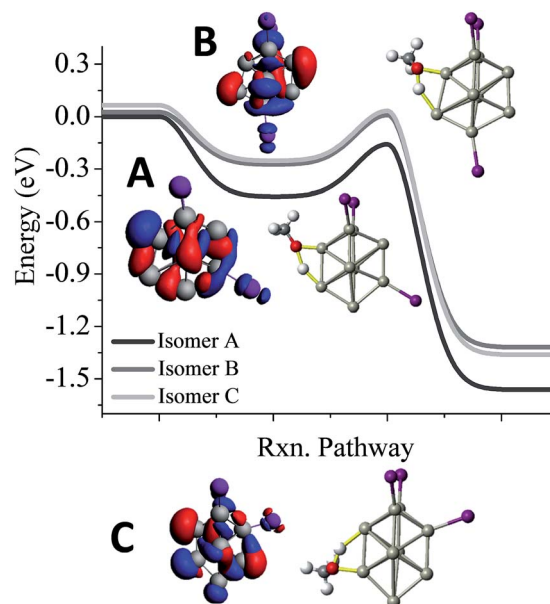 B
0.3
0.0
-0.3
-0.6
-0.9
-1.2
-1.5
Energy (eV)
A
Isomer A
Isomer B
Isomer C
Rxn. Pathway
C